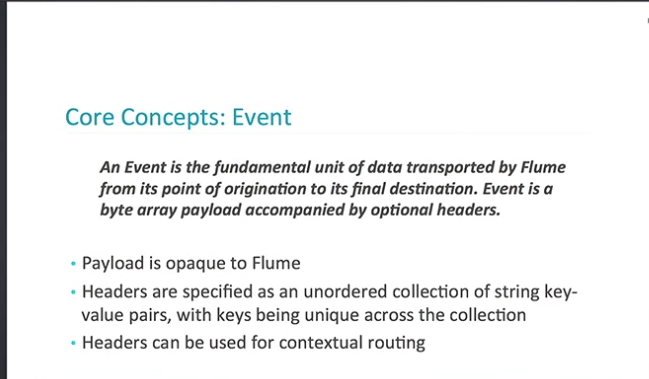 Core Concepts: Event
An Event is the fundamental unit of data transported by Flume
from its point of origination to its final destination. Event is a
byte array payload accompanied by optional headers.
• Payload is opaque to Flume
• Headers are specified as an unordered collection of string key-
value pairs, with keys being unique across the collection
• Headers can be used for contextual routing